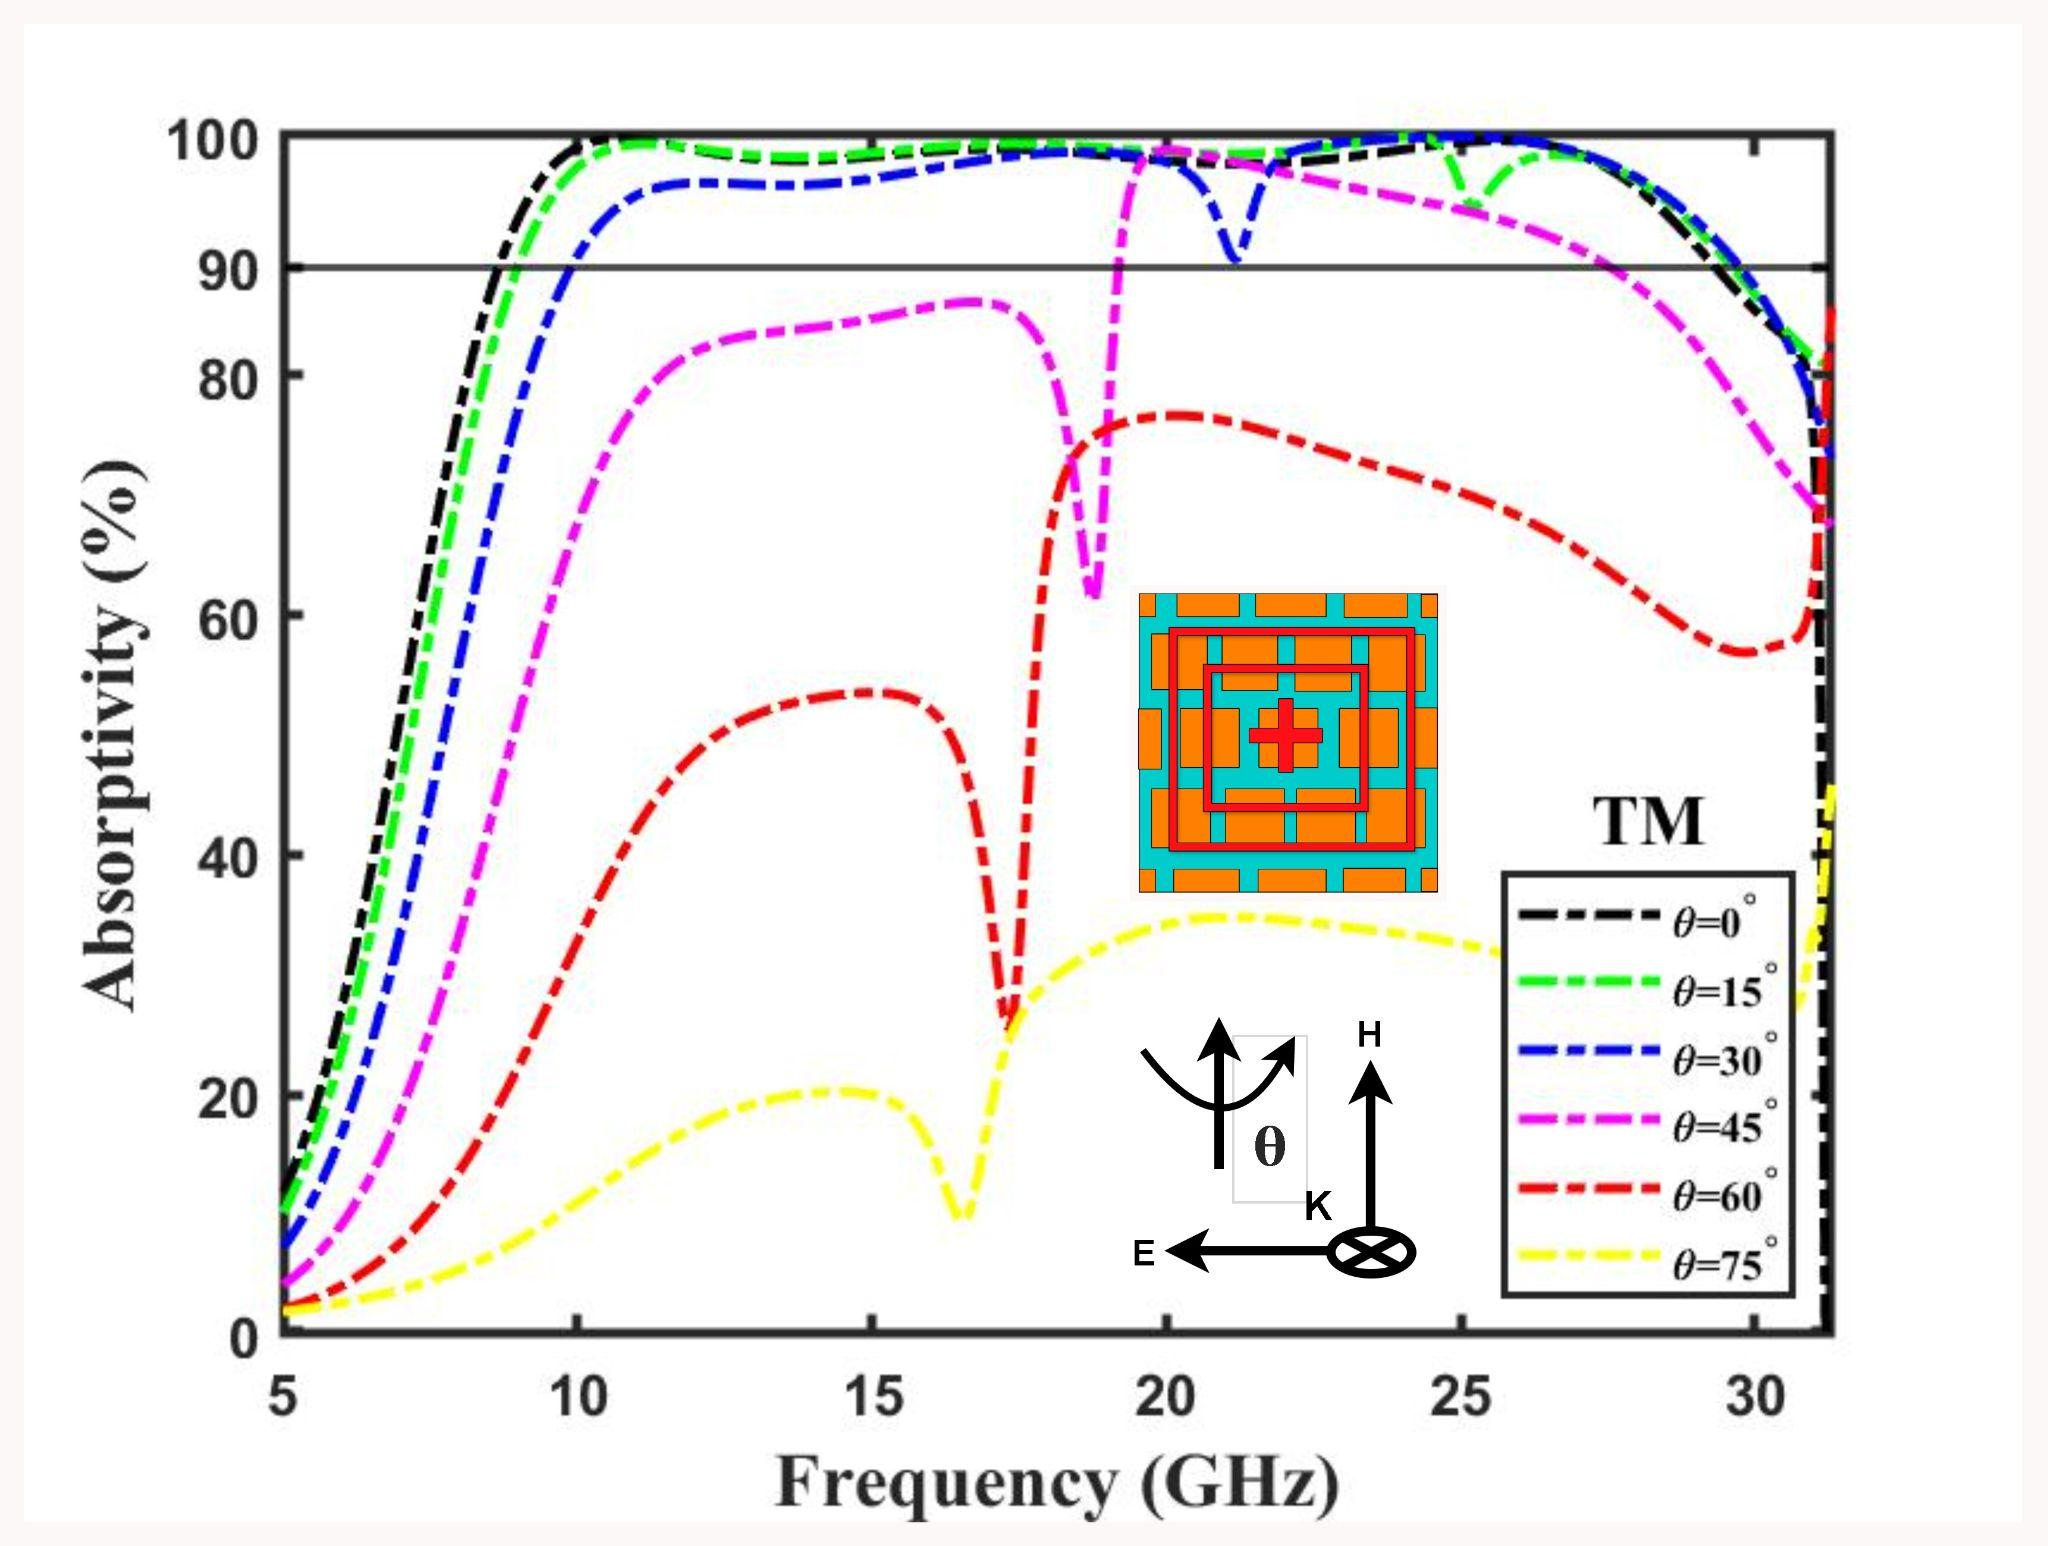 100
90
80
60
40
20
0
Absorptivity (%)
5 10 15 20 25 30
Frequency (GHz)
TM
θ=0°
θ=15°
θ=30°
θ=45°
θ=60°
θ=75°
H
θ
K
E